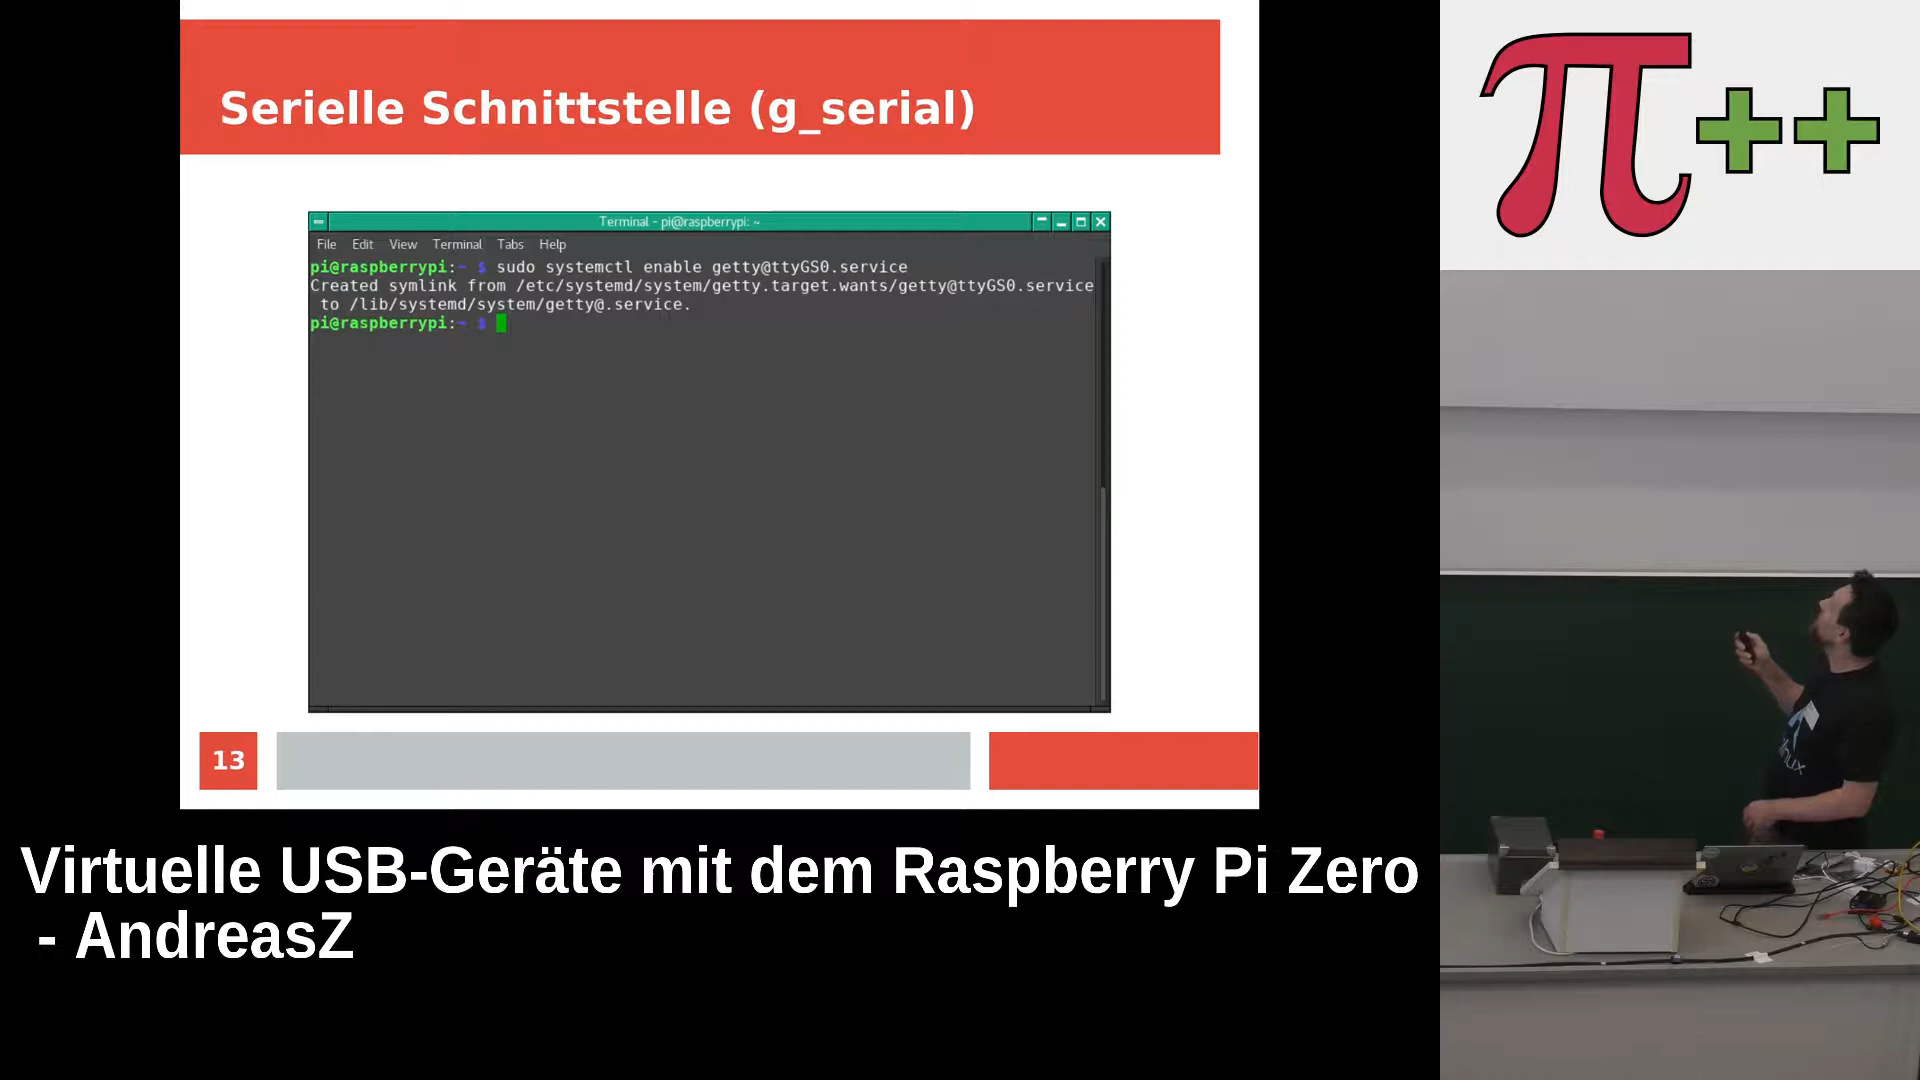 Serielle Schnittstelle (g_serial)
Terminal - pi@raspberrypi: ~
File Edit View Terminal Tabs Help
pi@raspberrypi:~ $ sudo systemctl enable getty@ttyGS0.service
Created symlink from /etc/systemd/system/getty.target.wants/getty@ttyGS0.service
to /lib/systemd/system/getty@.service.
pi@raspberrypi:~ $
13
Virtuelle USB-Geräte mit dem Raspberry Pi Zero
- AndreasZ
π++